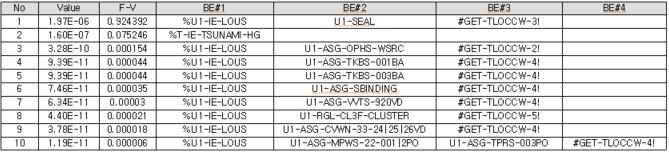 No Value F-V BE#1 BE#2 BE#3 BE#4
1 1.97E-06 0.924392 %U1-IE-LOUS U1-SEAL #GET-TLOCCW-3!
2 1.60E-07 0.075246 %T-IE-TSUNAMI-HG
3 3.28E-10 0.000154 %U1-IE-LOUS U1-ASG-OPHS-WSRC #GET-TLOCCW-2!
4 9.39E-11 0.000044 %U1-IE-LOUS U1-ASG-TKBS-001BA #GET-TLOCCW-4!
5 9.39E-11 0.000044 %U1-IE-LOUS U1-ASG-TKBS-003BA #GET-TLOCCW-4!
6 7.46E-11 0.000035 %U1-IE-LOUS U1-ASG-SBINDING #GET-TLOCCW-4!
7 6.34E-11 0.00003 %U1-IE-LOUS U1-ASG-VVTS-920VD #GET-TLOCCW-4!
8 4.40E-11 0.000021 %U1-IE-LOUS U1-RGL-CL3F-CLUSTER #GET-TLOCCW-5!
9 3.78E-11 0.000018 %U1-IE-LOUS U1-ASG-CVWN-33-24|25|26VD #GET-TLOCCW-4!
10 1.19E-11 0.000006 %U1-IE-LOUS U1-ASG-MPWS-22-001|2PO U1-ASG-TPRS-003PO #GET-TLOCCW-4!